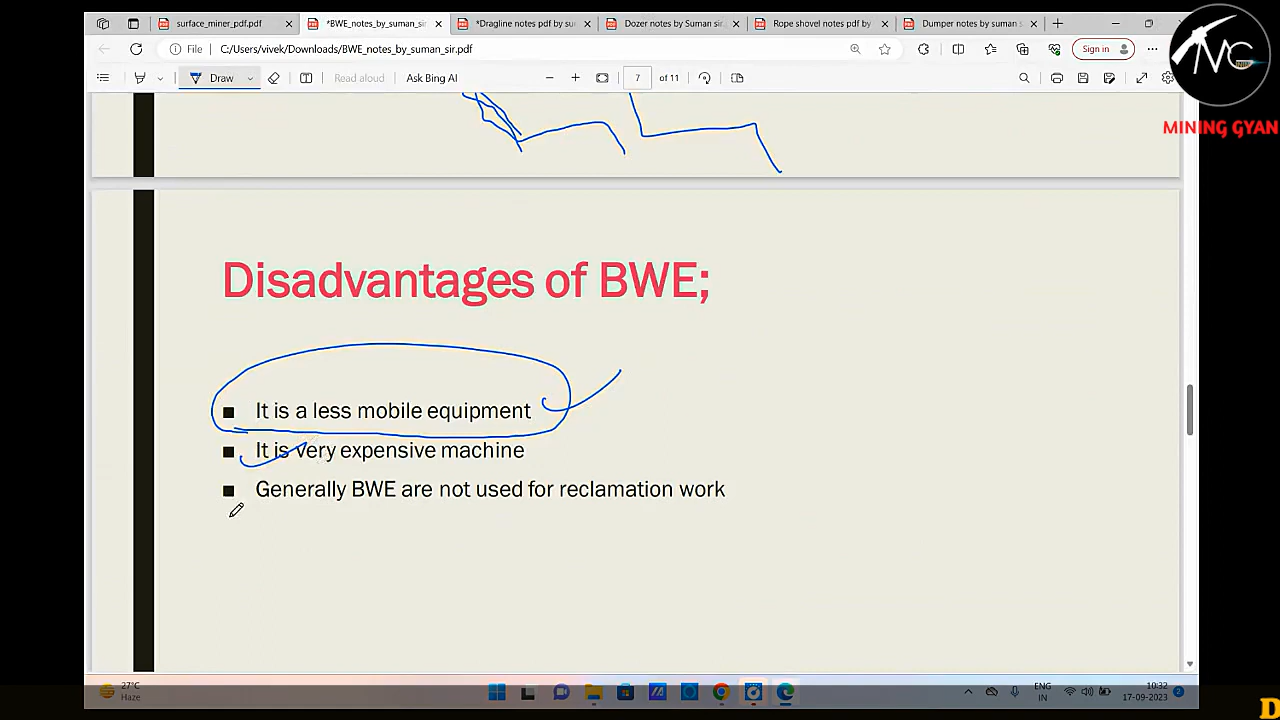 surface_miner_pdf.pdf
*BWE_notes_by_suman_sir.pdf
*Dragline notes pdf by su
Dozer notes by Suman sir.
Rope shovel notes pdf by
Dumper notes by suman s
File
C:/Users/vivek/Downloads/BWE_notes_by_suman_sir.pdf
Sign in
Draw
Read aloud
Ask Bing AI
7
of 11
MG
MINING GYAN
Disadvantages of BWE;
It is a less mobile equipment
It is very expensive machine
Generally BWE are not used for reclamation work
27°C
Haze
ENG
IN
10:32
17-09-2023
2
D